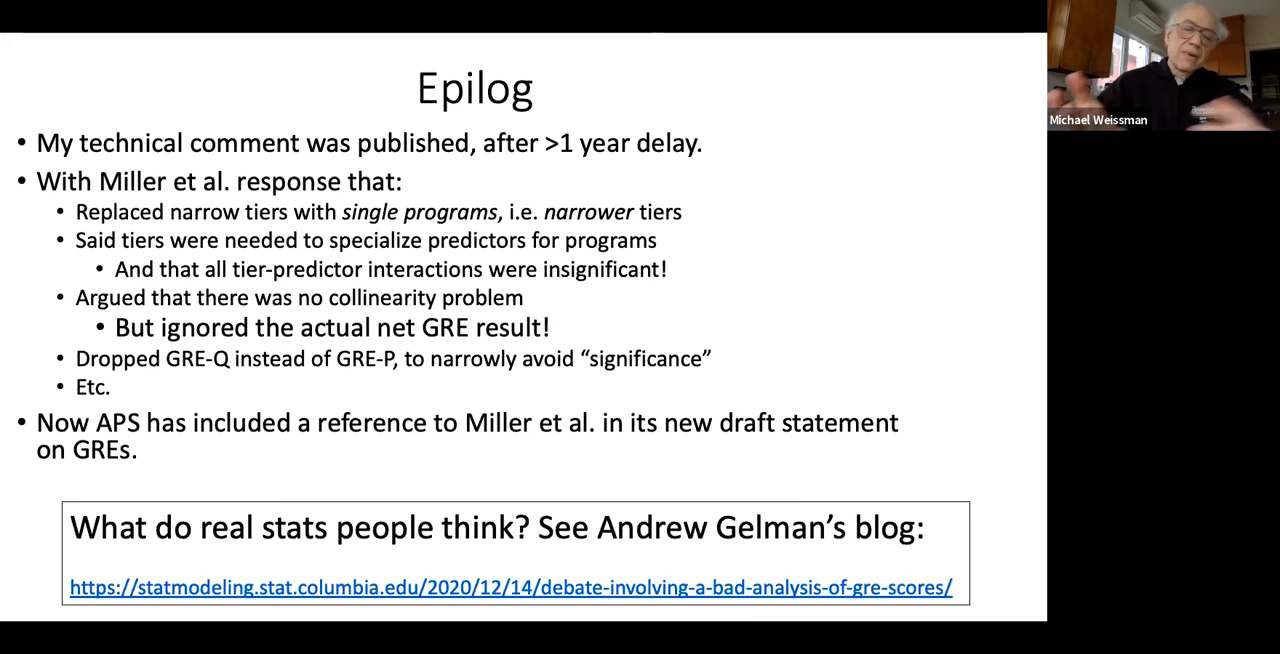 Epilog
• My technical comment was published, after >1 year delay.
• With Miller et al. response that:
• Replaced narrow tiers with single programs, i.e. narrower tiers
• Said tiers were needed to specialize predictors for programs
• And that all tier-predictor interactions were insignificant!
• Argued that there was no collinearity problem
• But ignored the actual net GRE result!
• Dropped GRE-Q instead of GRE-P, to narrowly avoid “significance”
• Etc.
• Now APS has included a reference to Miller et al. in its new draft statement
on GREs.
What do real stats people think? See Andrew Gelman’s blog:
https://statmodeling.stat.columbia.edu/2020/12/14/debate-involving-a-bad-analysis-of-gre-scores/
Michael Weissman